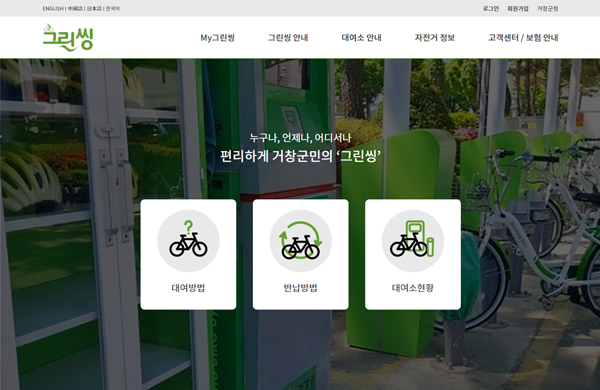 ENGLISH | 中國語 | 日本語 | 한국어
로그인 회원가입 거창군청
그린씽
My그린씽 그린씽 안내 대여소 안내 자전거 정보 고객센터 / 보험 안내
누구나, 언제나, 어디서나
편리하게 거창군민의 ‘그린씽’
대여방법 반납방법 대여소현황